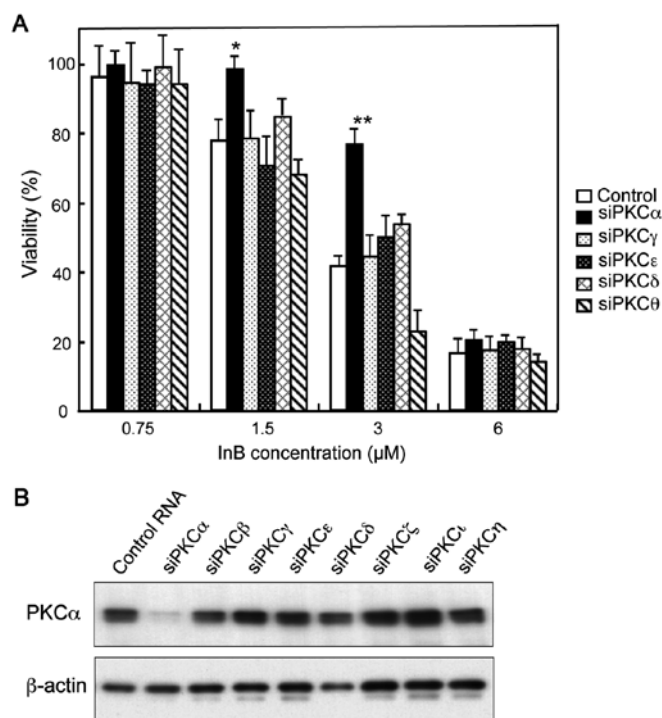 A
*
**
100
80
60
40
20
0
Viability (%)
0.75 1.5 3 6
InB concentration (µM)
Control
siPKCα
siPKCγ
siPKCε
siPKCδ
siPKCθ
B
Control RNA siPKCα siPKCβ siPKCγ siPKCε siPKCδ siPKCζ siPKCι siPKCη
PKCα
β-actin